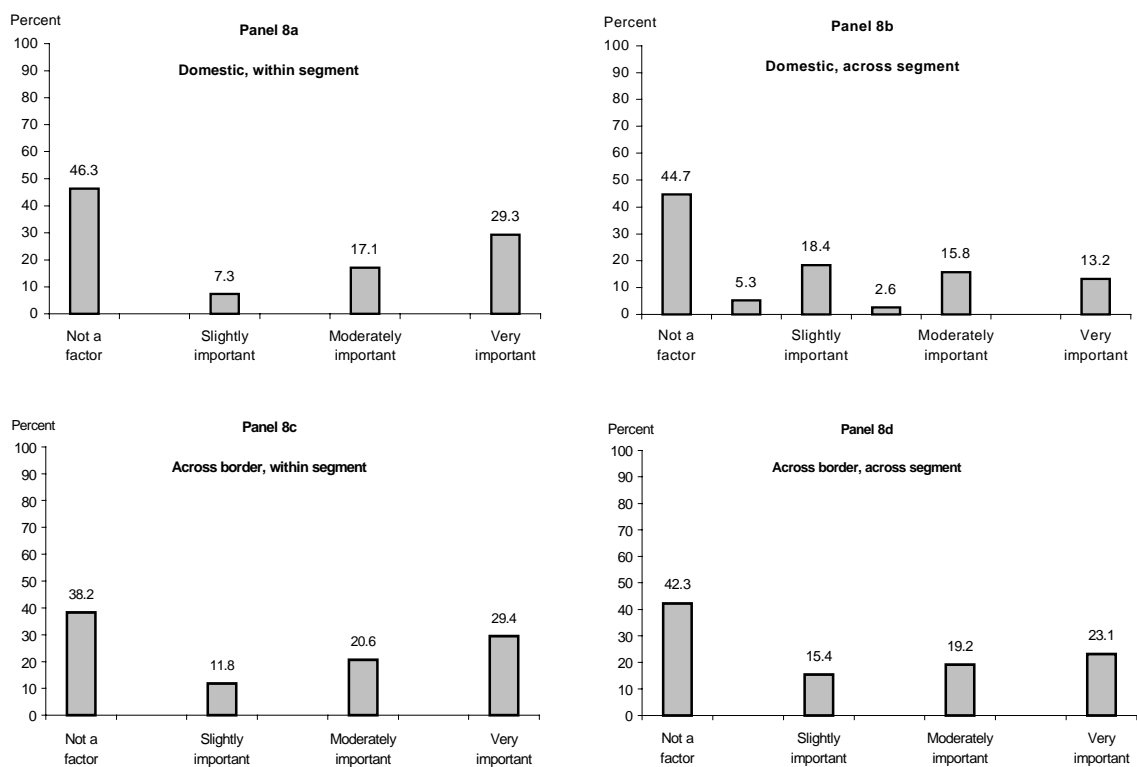 Percent
Panel 8a
Domestic, within segment
100
90
80
70
60
50
40
30
20
10
0
46.3
7.3
17.1
29.3
Not a factor
Slightly important
Moderately important
Very important
Percent
Panel 8b
Domestic, across segment
100
90
80
70
60
50
40
30
20
10
0
44.7
5.3
18.4
2.6
15.8
13.2
Not a factor
Slightly important
Moderately important
Very important
Percent
Panel 8c
Across border, within segment
100
90
80
70
60
50
40
30
20
10
0
38.2
11.8
20.6
29.4
Not a factor
Slightly important
Moderately important
Very important
Percent
Panel 8d
Across border, across segment
100
90
80
70
60
50
40
30
20
10
0
42.3
15.4
19.2
23.1
Not a factor
Slightly important
Moderately important
Very important